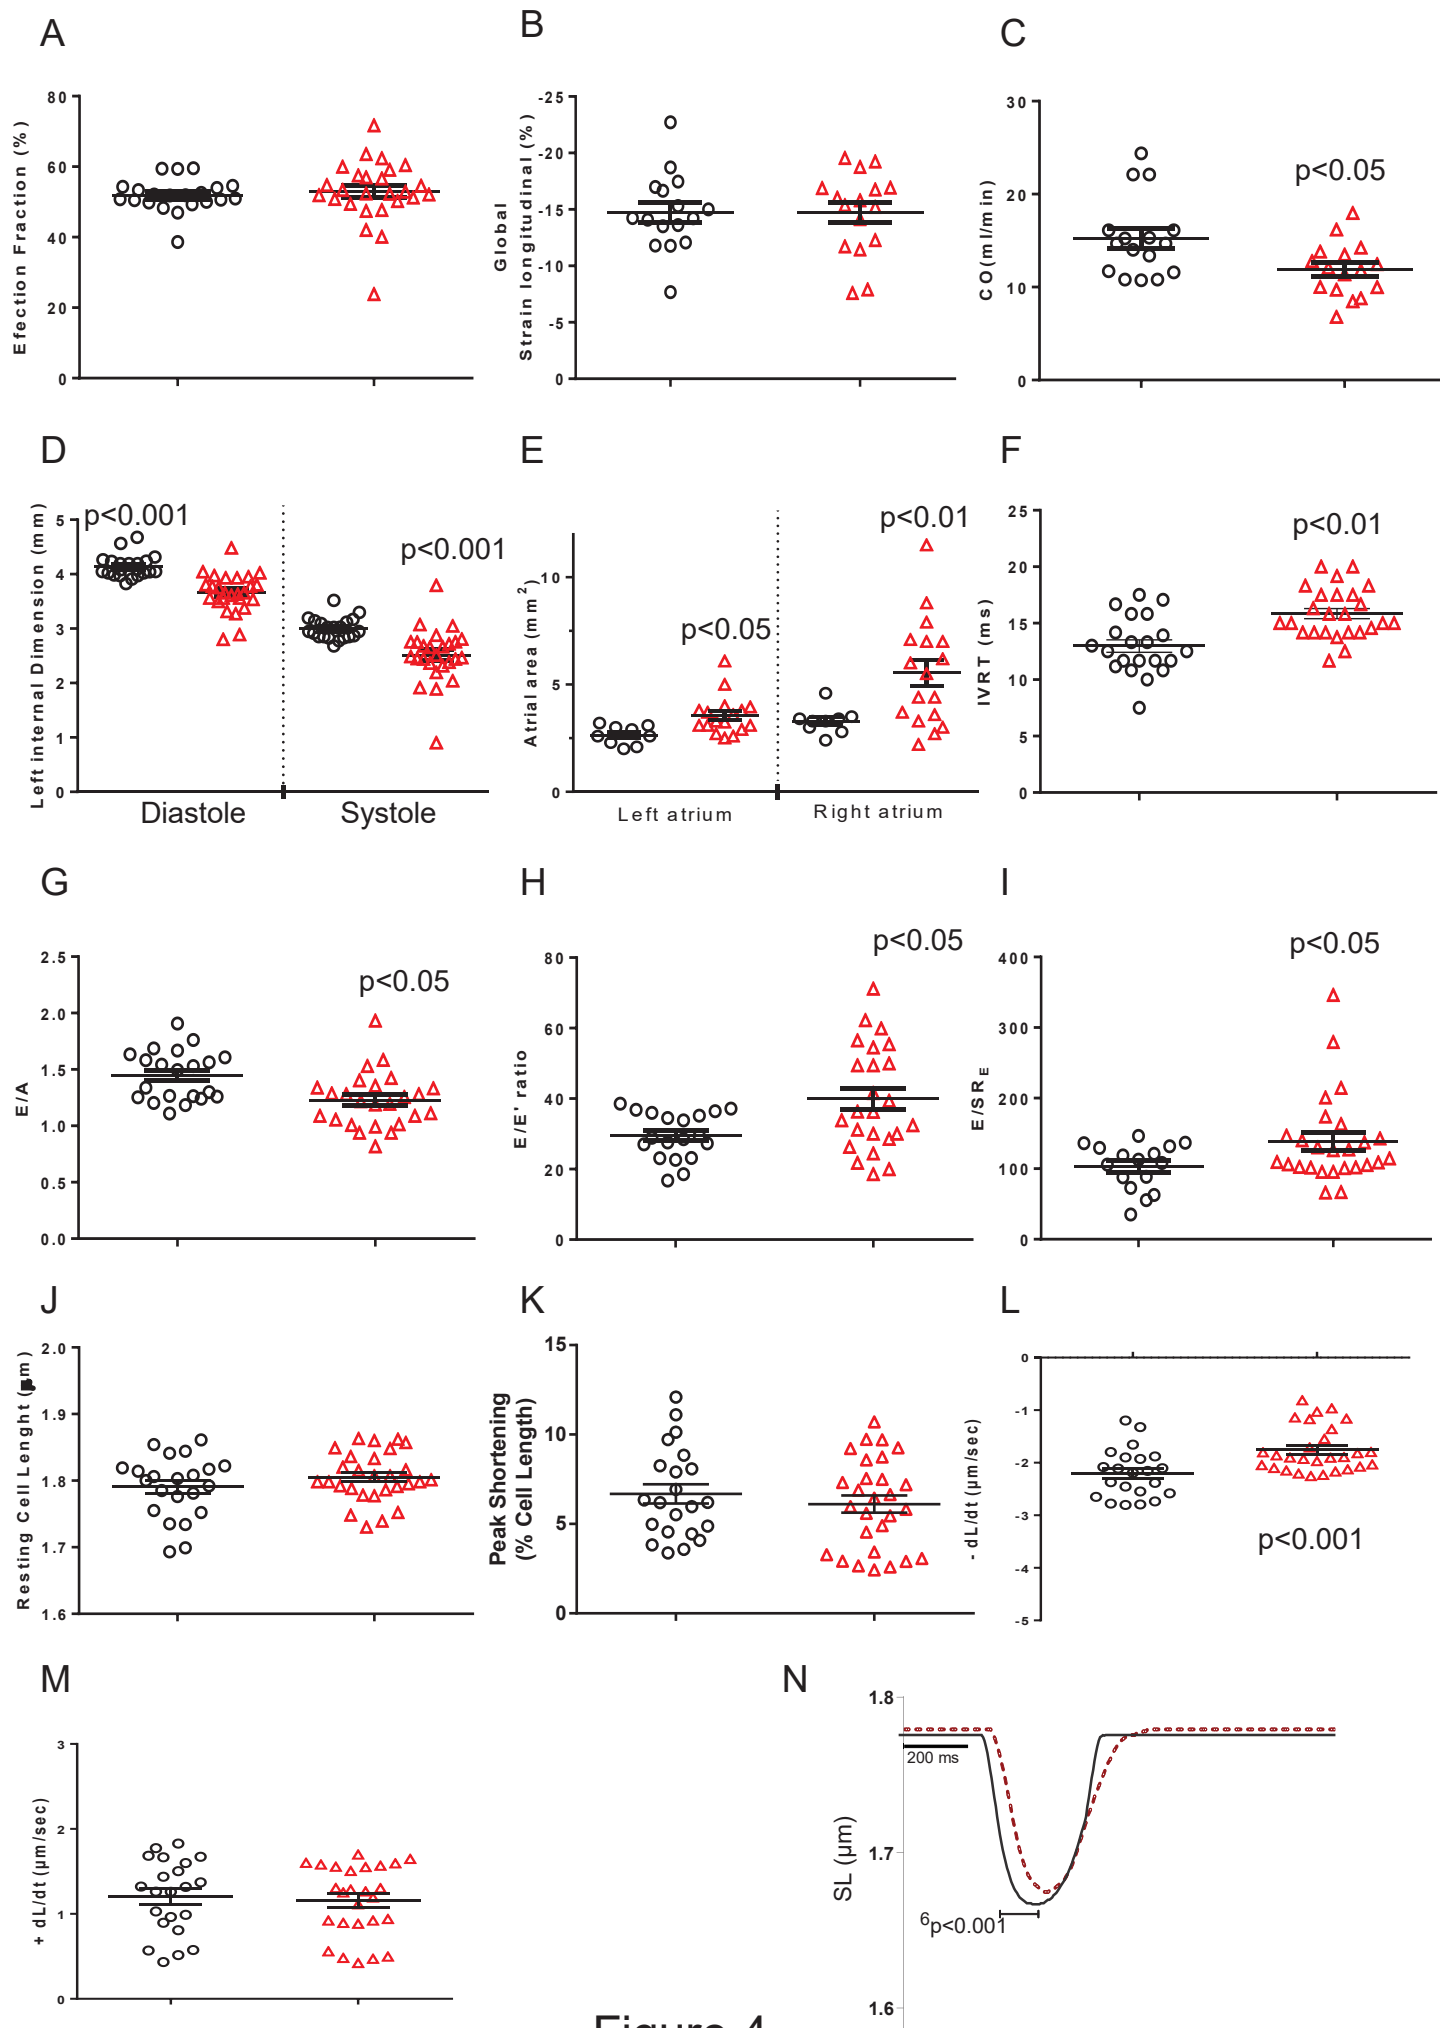 A
B
C
Efection Fraction (%)
80
60
40
20
0
Global
Strain longitudinal (%)
-25
-20
-15
-10
-5
0
CO(ml/min)
30
20
10
0
p<0.05
D
E
F
Left internal Dimension (mm)
5
4
3
2
1
0
p<0.001
p<0.001
Diastole
Systole
Atrial area (mm²)
10
5
0
p<0.05
p<0.01
Left atrium
Right atrium
IVRT (ms)
25
20
15
10
5
0
p<0.01
G
H
I
E/A
2.5
2.0
1.5
1.0
0.5
0.0
p<0.05
E/E' ratio
80
60
40
20
0
p<0.05
E/SRE
400
300
200
100
0
p<0.05
J
K
L
Resting Cell Lenght (µm)
2.0
1.9
1.8
1.7
1.6
Peak Shortening
(% Cell Length)
15
10
5
0
- dL/dt (µm/sec)
0
-1
-2
-3
-4
-5
p<0.001
M
N
+ dL/dt (µm/sec)
3
2
1
0
SL (µm)
1.8
1.7
1.6
200 ms
6p<0.001
Figure 4